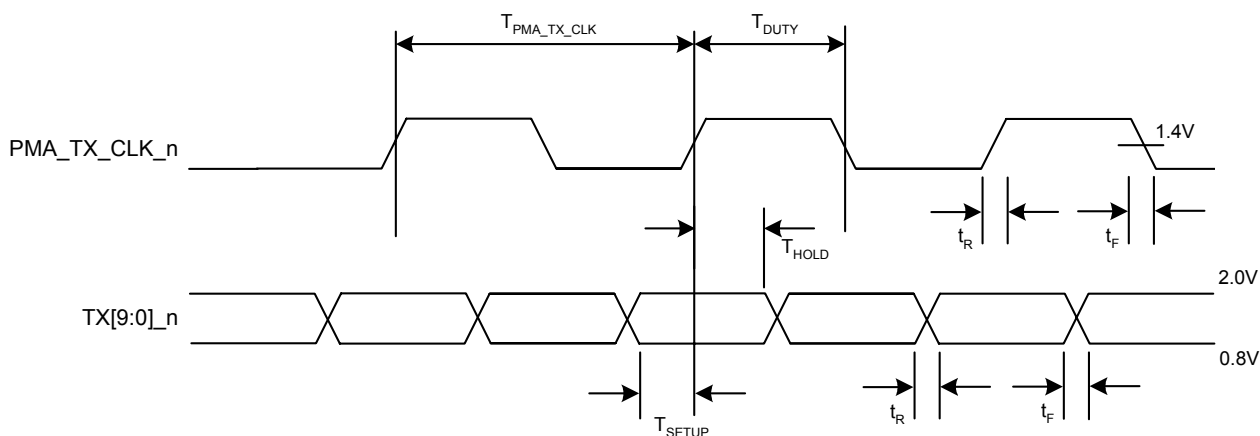 T_PMA_TX_CLK T_DUTY
PMA_TX_CLK_n
1.4V
t_R t_F
T_HOLD
2.0V
TX[9:0]_n
0.8V
t_R t_F
T_SETUP